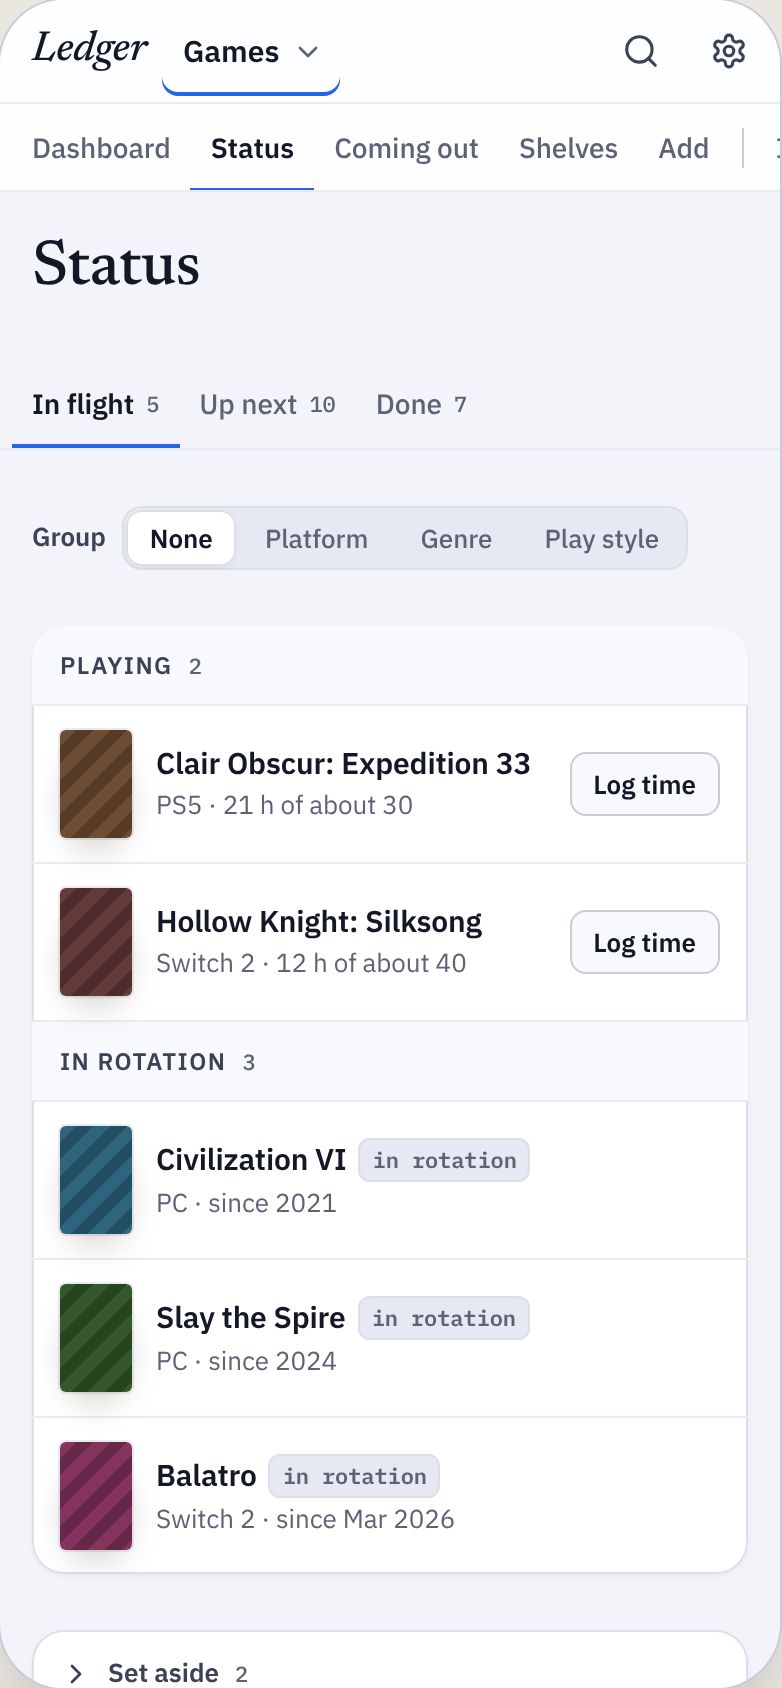 Ledger Games
Dashboard Status Coming out Shelves Add
Status
In flight 5 Up next 10 Done 7
Group None Platform Genre Play style
PLAYING 2
Clair Obscur: Expedition 33
PS5 · 21 h of about 30
Log time
Hollow Knight: Silksong
Switch 2 · 12 h of about 40
Log time
IN ROTATION 3
Civilization VI in rotation
PC · since 2021
Slay the Spire in rotation
PC · since 2024
Balatro in rotation
Switch 2 · since Mar 2026
Set aside 2